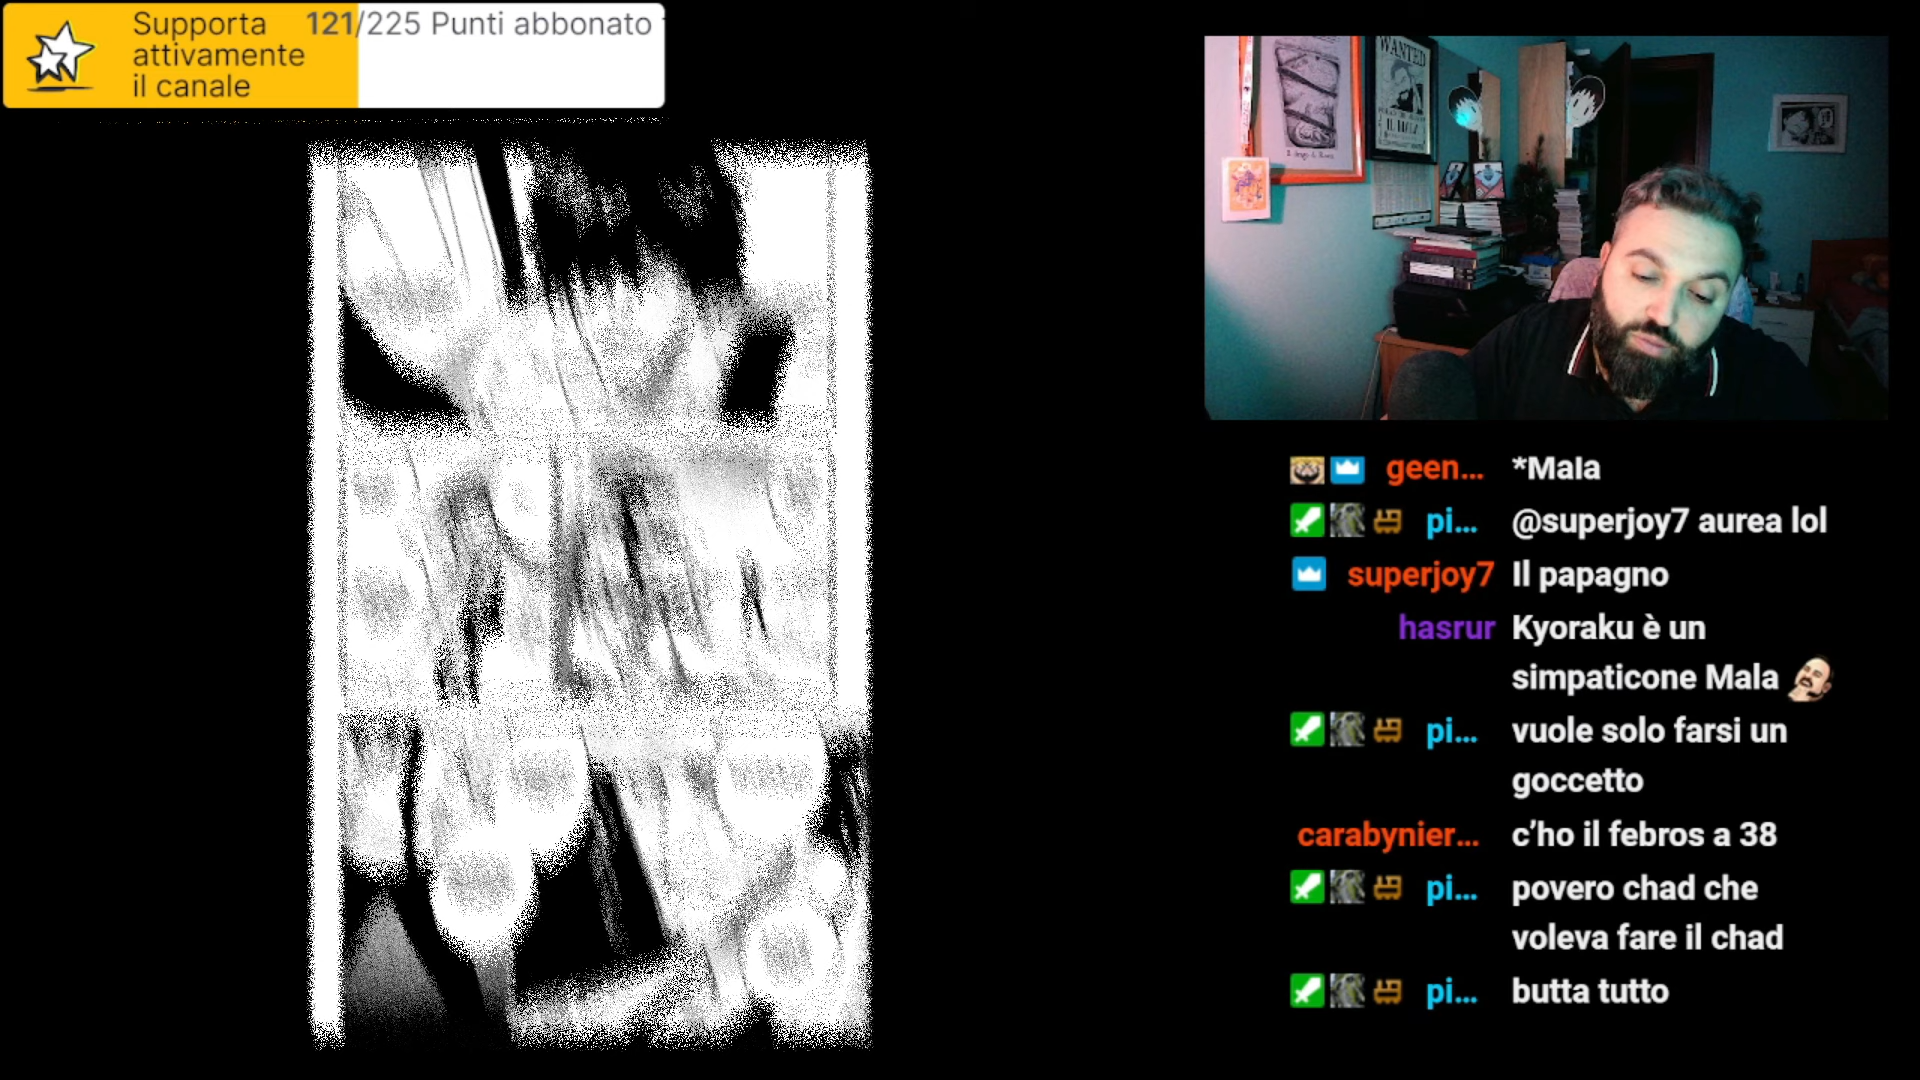 Supporta
attivamente
il canale
121/225 Punti abbonato
WANTED
geen... *Mala
pi... @superjoy7 aurea lol
superjoy7 Il papagno
hasrur Kyoraku è un
simpaticone Mala
pi... vuole solo farsi un
goccetto
carabynier... c’ho il febros a 38
pi... povero chad che
voleva fare il chad
pi... butta tutto